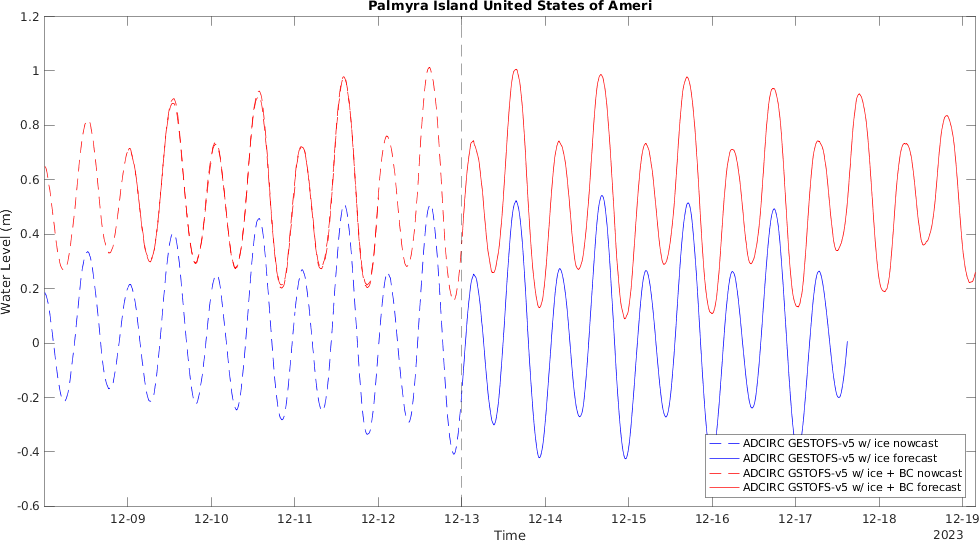 Palmyra Island United States of Ameri
1.2
1
0.8
0.6
0.4
0.2
0
-0.2
-0.4
-0.6
Water Level (m)
ADCIRC GESTOFS-v5 w/ ice nowcast
ADCIRC GESTOFS-v5 w/ ice forecast
ADCIRC GSTOFS-v5 w/ ice + BC nowcast
ADCIRC GSTOFS-v5 w/ ice + BC forecast
12-09 12-10 12-11 12-12 12-13 12-14 12-15 12-16 12-17 12-18 12-19
Time
2023